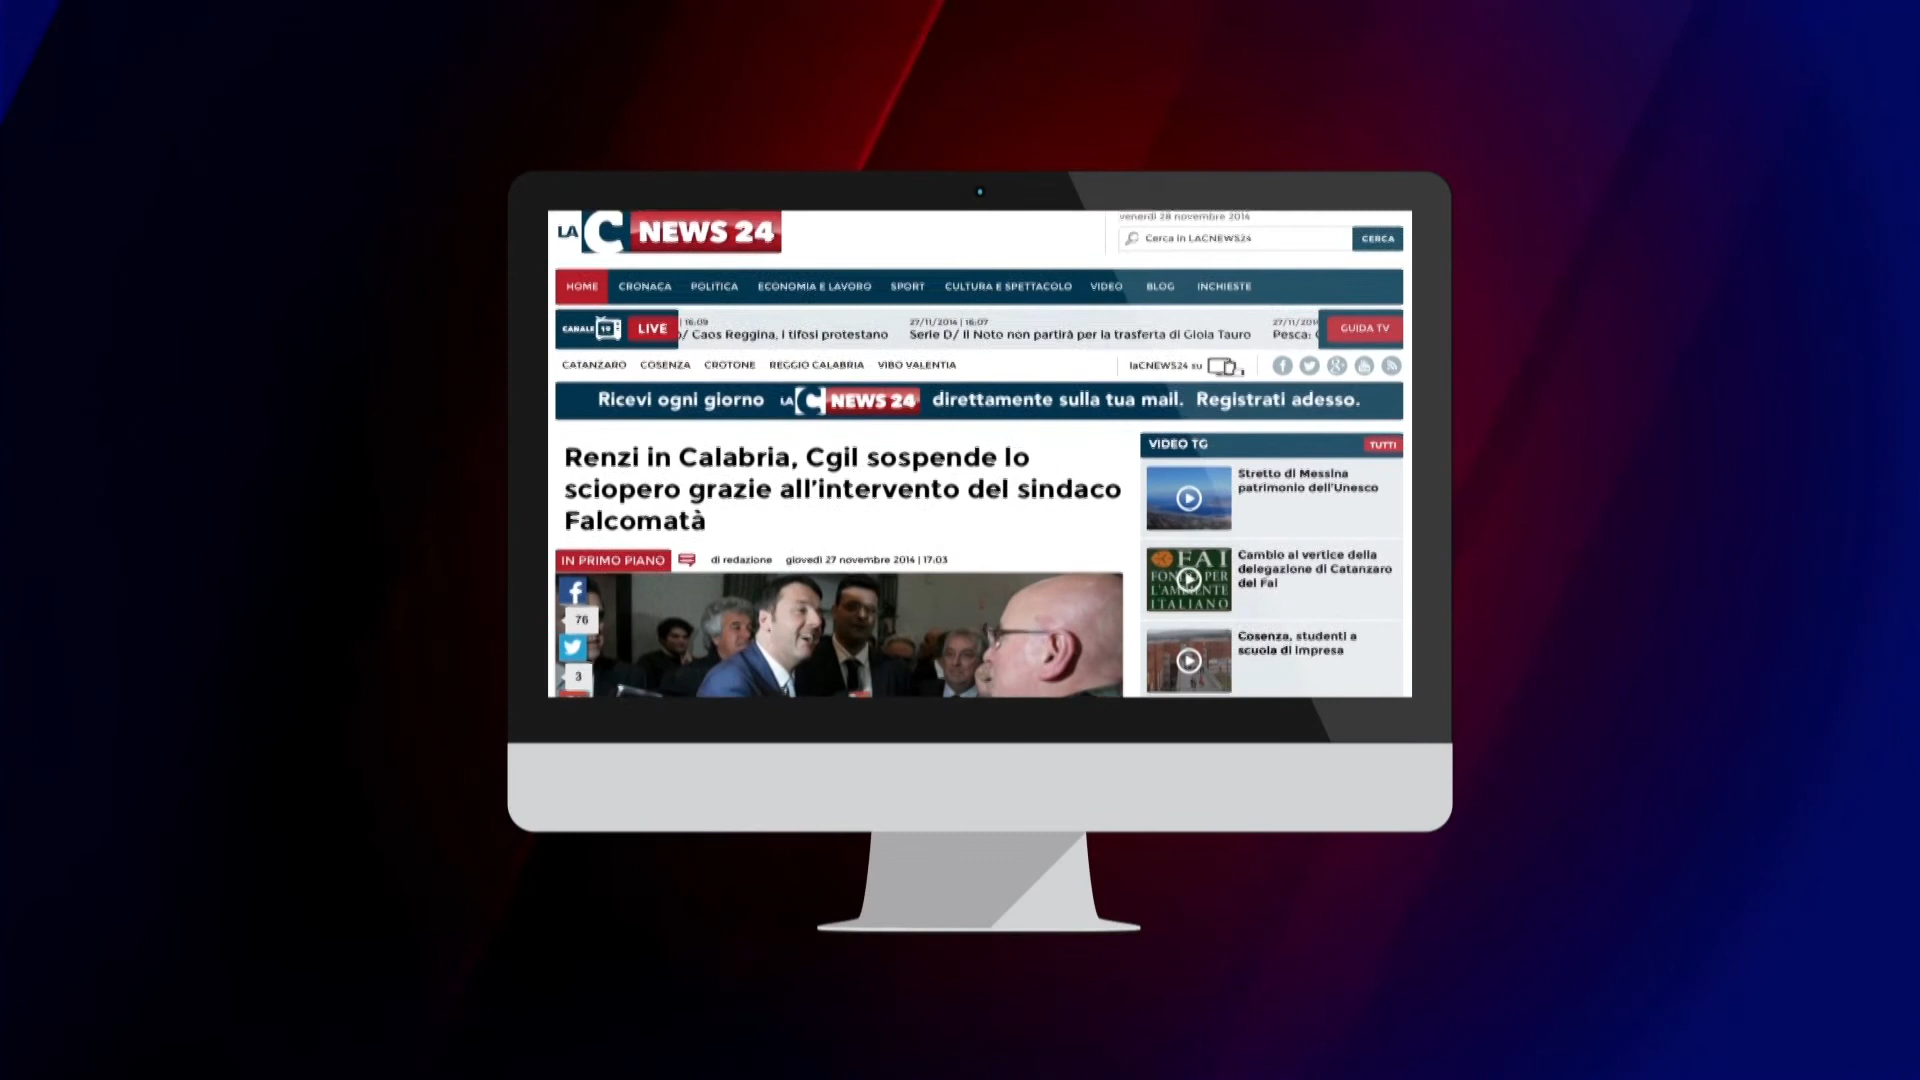 LA C NEWS 24
venerdì 28 novembre 2014
Cerca in LACNEWS24
CERCA
HOME CRONACA POLITICA ECONOMIA E LAVORO SPORT CULTURA E SPETTACOLO VIDEO BLOG INCHIESTE
CANALE 19 LIVE
| 16:09 27/11/2014 | 16:07
/ Caos Reggina, i tifosi protestano Serie D/ Il Noto non partirà per la trasferta di Gioia Tauro Pesca:
GUIDA TV
CATANZARO COSENZA CROTONE REGGIO CALABRIA VIBO VALENTIA laCNEWS24 su
Ricevi ogni giorno LA C NEWS 24 direttamente sulla tua mail. Registrati adesso.
Renzi in Calabria, Cgil sospende lo
sciopero grazie all'intervento del sindaco
Falcomatà
IN PRIMO PIANO di redazione giovedì 27 novembre 2014 | 17:03
76
3
VIDEO TG TUTTI
Stretto di Messina
patrimonio dell'Unesco
FAI
FONDO PER
L'AMBIENTE
ITALIANO
Cambio al vertice della
delegazione di Catanzaro
del Fai
Cosenza, studenti a
scuola di impresa